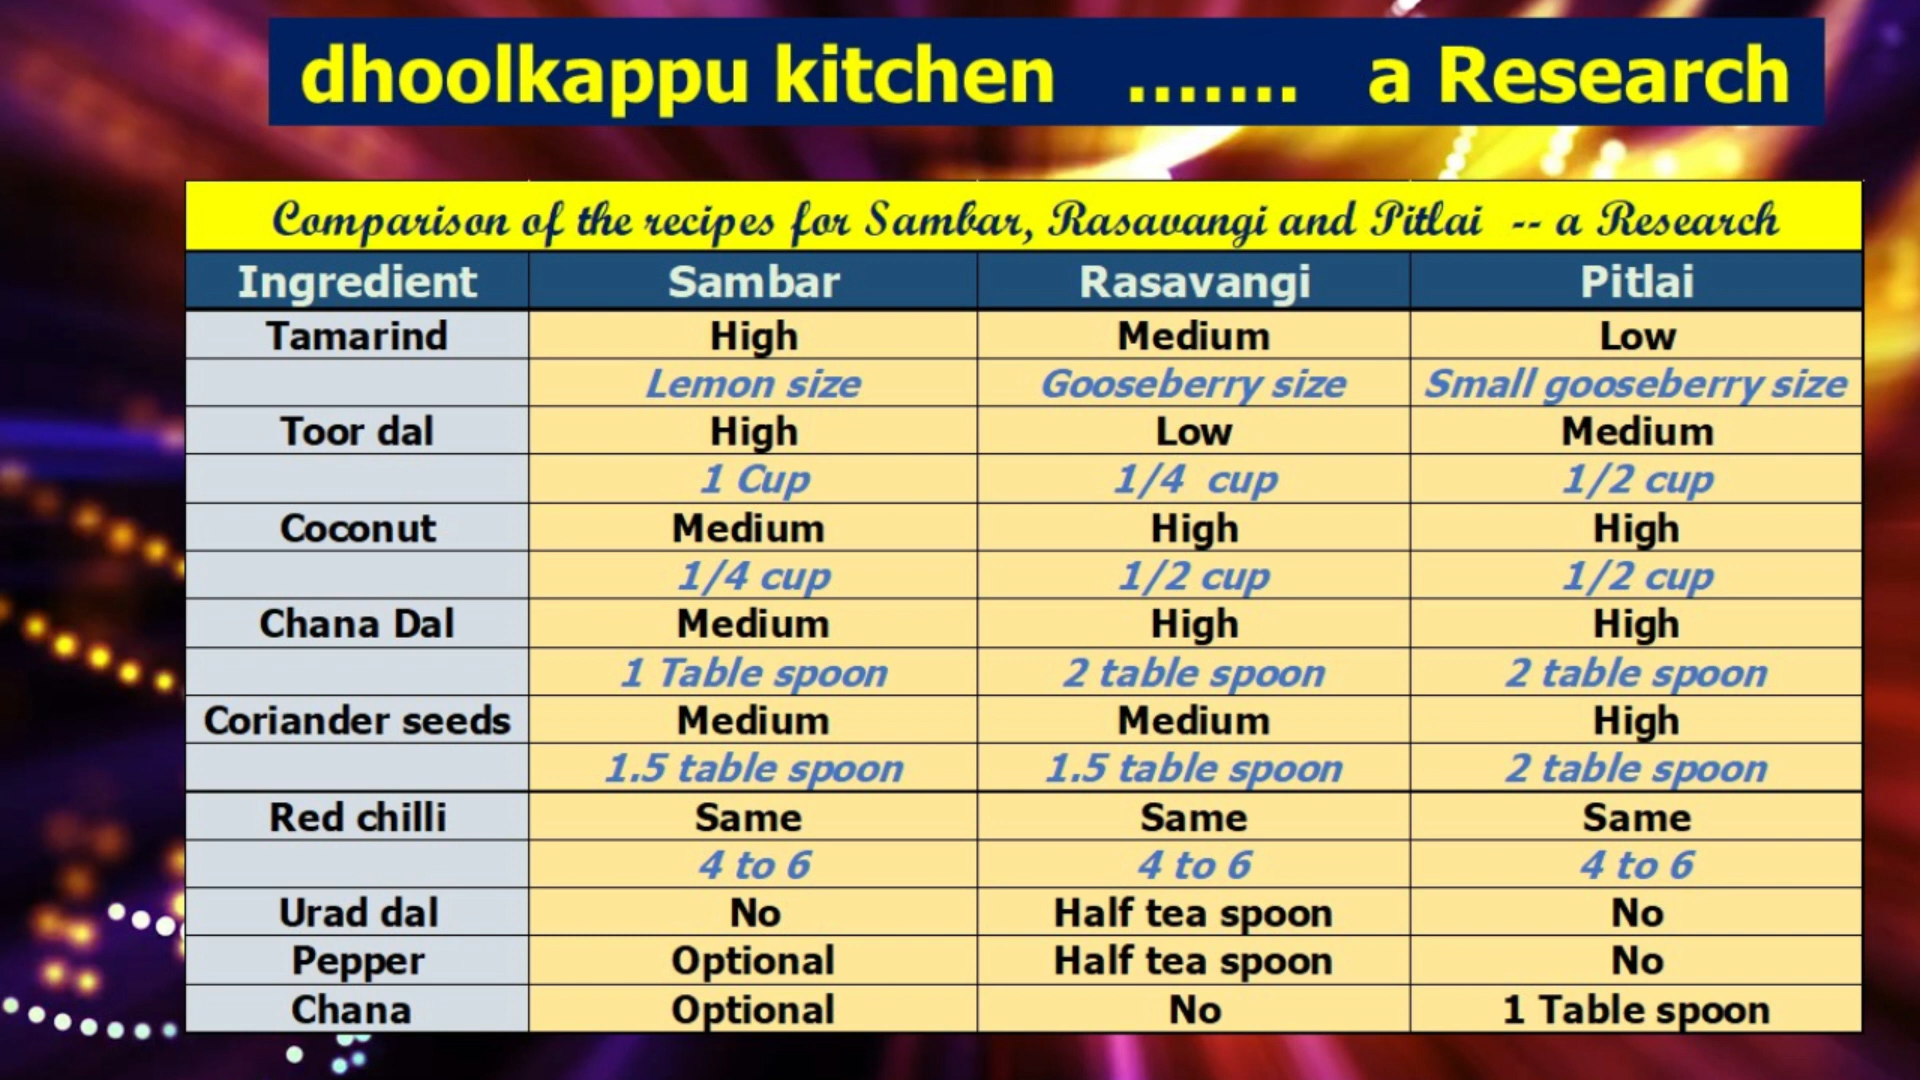 dhoolkappu kitchen ....... a Research
Comparison of the recipes for Sambar, Rasavangi and Pitlai -- a Research
Ingredient Sambar Rasavangi Pitlai
Tamarind High Medium Low
Lemon size Gooseberry size Small gooseberry size
Toor dal High Low Medium
1 Cup 1/4 cup 1/2 cup
Coconut Medium High High
1/4 cup 1/2 cup 1/2 cup
Chana Dal Medium High High
1 Table spoon 2 table spoon 2 table spoon
Coriander seeds Medium Medium High
1.5 table spoon 1.5 table spoon 2 table spoon
Red chilli Same Same Same
4 to 6 4 to 6 4 to 6
Urad dal No Half tea spoon No
Pepper Optional Half tea spoon No
Chana Optional No 1 Table spoon